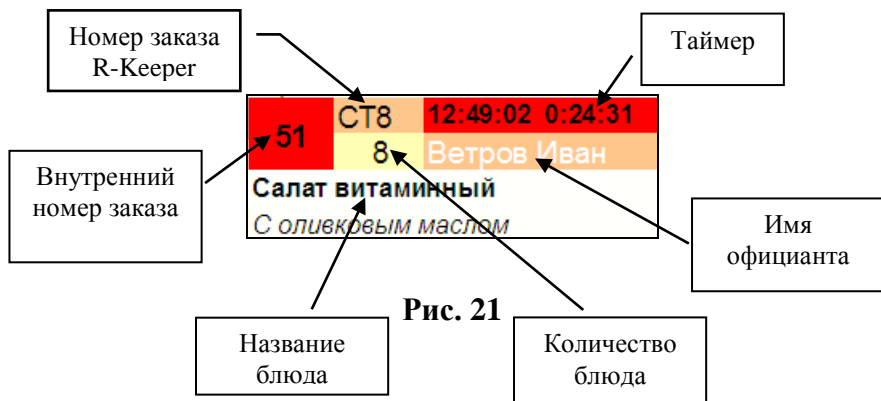 Номер заказа
R-Keeper
Таймер
51
СТ8
12:49:02 0:24:31
8
Ветров Иван
Салат витаминный
С оливковым маслом
Внутренний
номер заказа
Имя
официанта
Рис. 21
Название
блюда
Количество
блюда